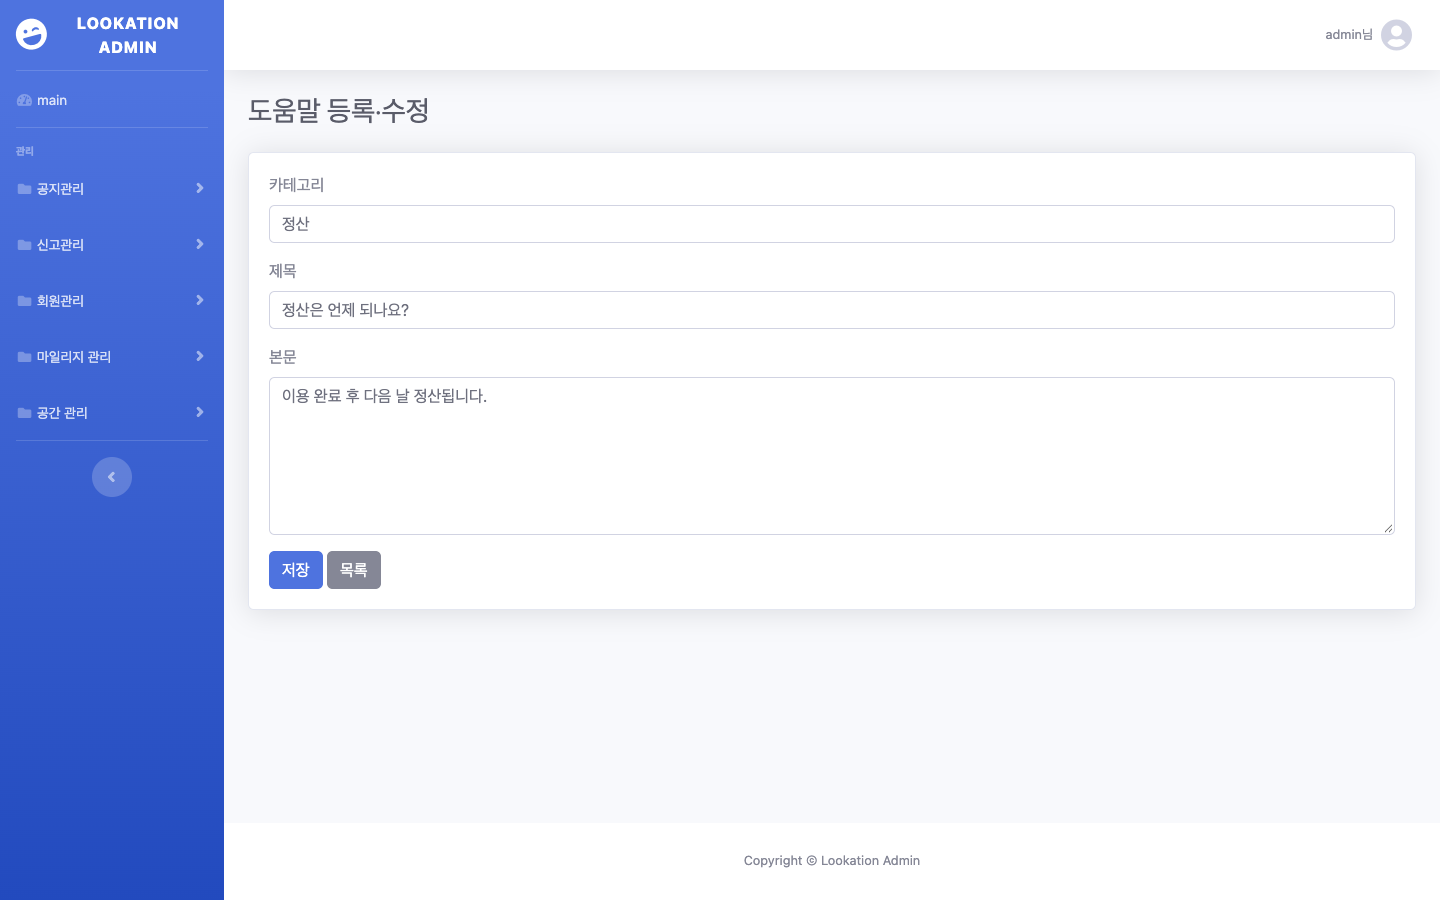 LOOKATION
ADMIN
admin님
main
관리
공지관리
신고관리
회원관리
마일리지 관리
공간 관리
도움말 등록·수정
카테고리
정산
제목
정산은 언제 되나요?
본문
이용 완료 후 다음 날 정산됩니다.
저장 목록
Copyright © Lookation Admin